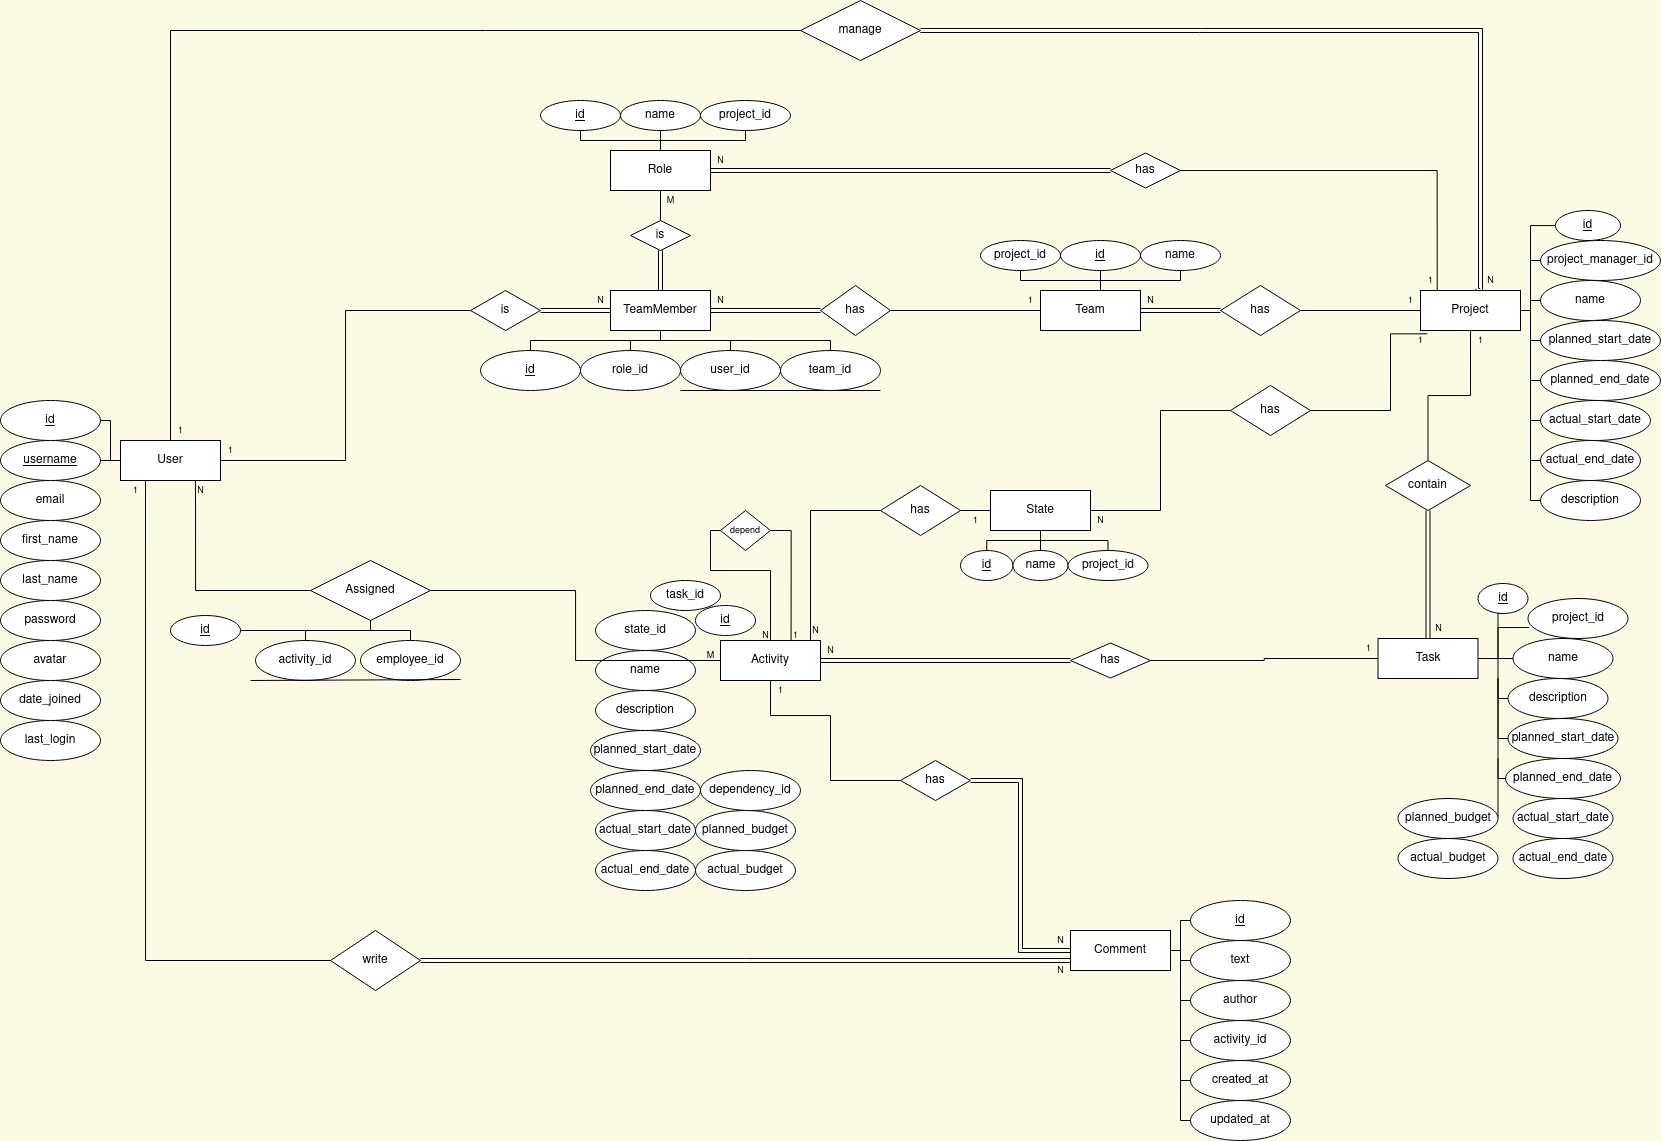 manage
id
name
project_id
Role
N
has
M
is
project_id
id
name
id
project_manager_id
name
planned_start_date
planned_end_date
actual_start_date
actual_end_date
description
is
N
TeamMember
N
has
1
Team
N
has
1
1
N
Project
1
1
id
role_id
user_id
team_id
has
contain
id
username
email
first_name
last_name
password
avatar
date_joined
last_login
1
User
1
1
N
has
1
State
N
id
name
project_id
depend
Assigned
id
activity_id
employee_id
task_id
id
state_id
name
description
planned_start_date
planned_end_date
dependency_id
actual_start_date
planned_budget
actual_end_date
actual_budget
N
1
N
M
Activity
N
1
has
1
N
Task
id
project_id
name
description
planned_start_date
planned_end_date
planned_budget
actual_start_date
actual_budget
actual_end_date
has
write
N
N
Comment
id
text
author
activity_id
created_at
updated_at